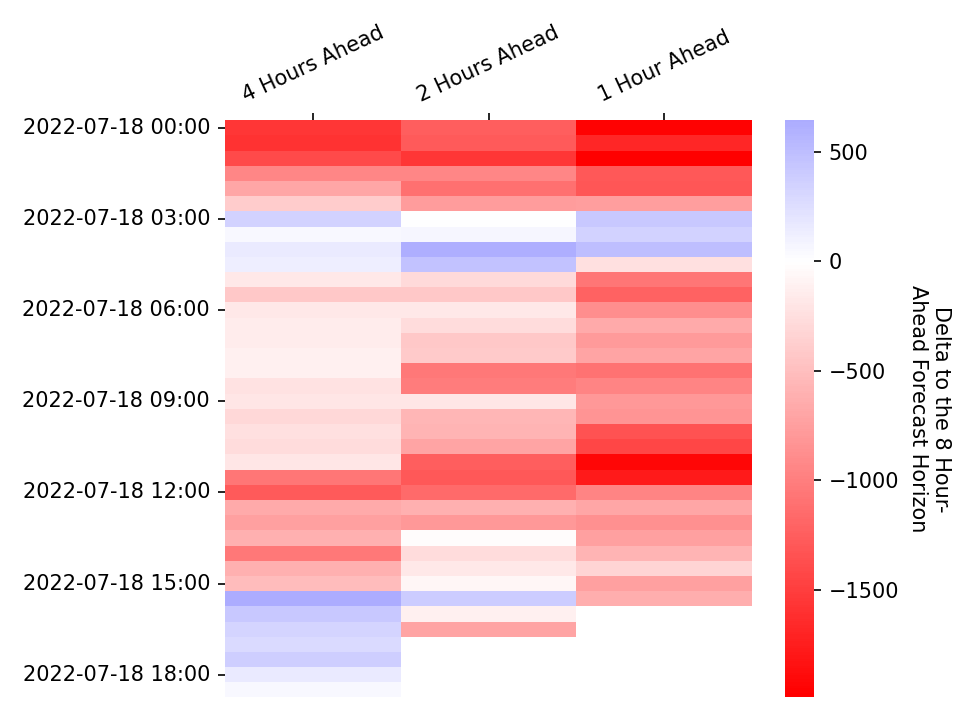 4 Hours Ahead
2 Hours Ahead
1 Hour Ahead
2022-07-18 00:00
2022-07-18 03:00
2022-07-18 06:00
2022-07-18 09:00
2022-07-18 12:00
2022-07-18 15:00
2022-07-18 18:00
500
0
−500
−1000
−1500
Delta to the 8 Hour-
Ahead Forecast Horizon